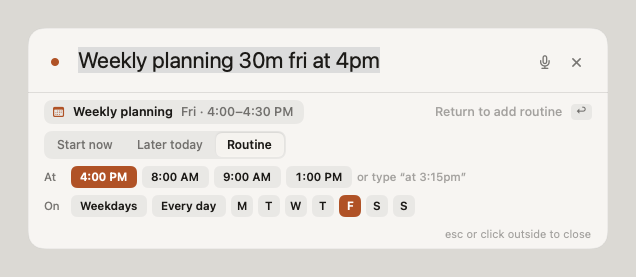 Weekly planning 30m fri at 4pm
Weekly planning Fri · 4:00–4:30 PM Return to add routine
Start now Later today Routine
At 4:00 PM 8:00 AM 9:00 AM 1:00 PM or type “at 3:15pm”
On Weekdays Every day M T W T F S S
esc or click outside to close